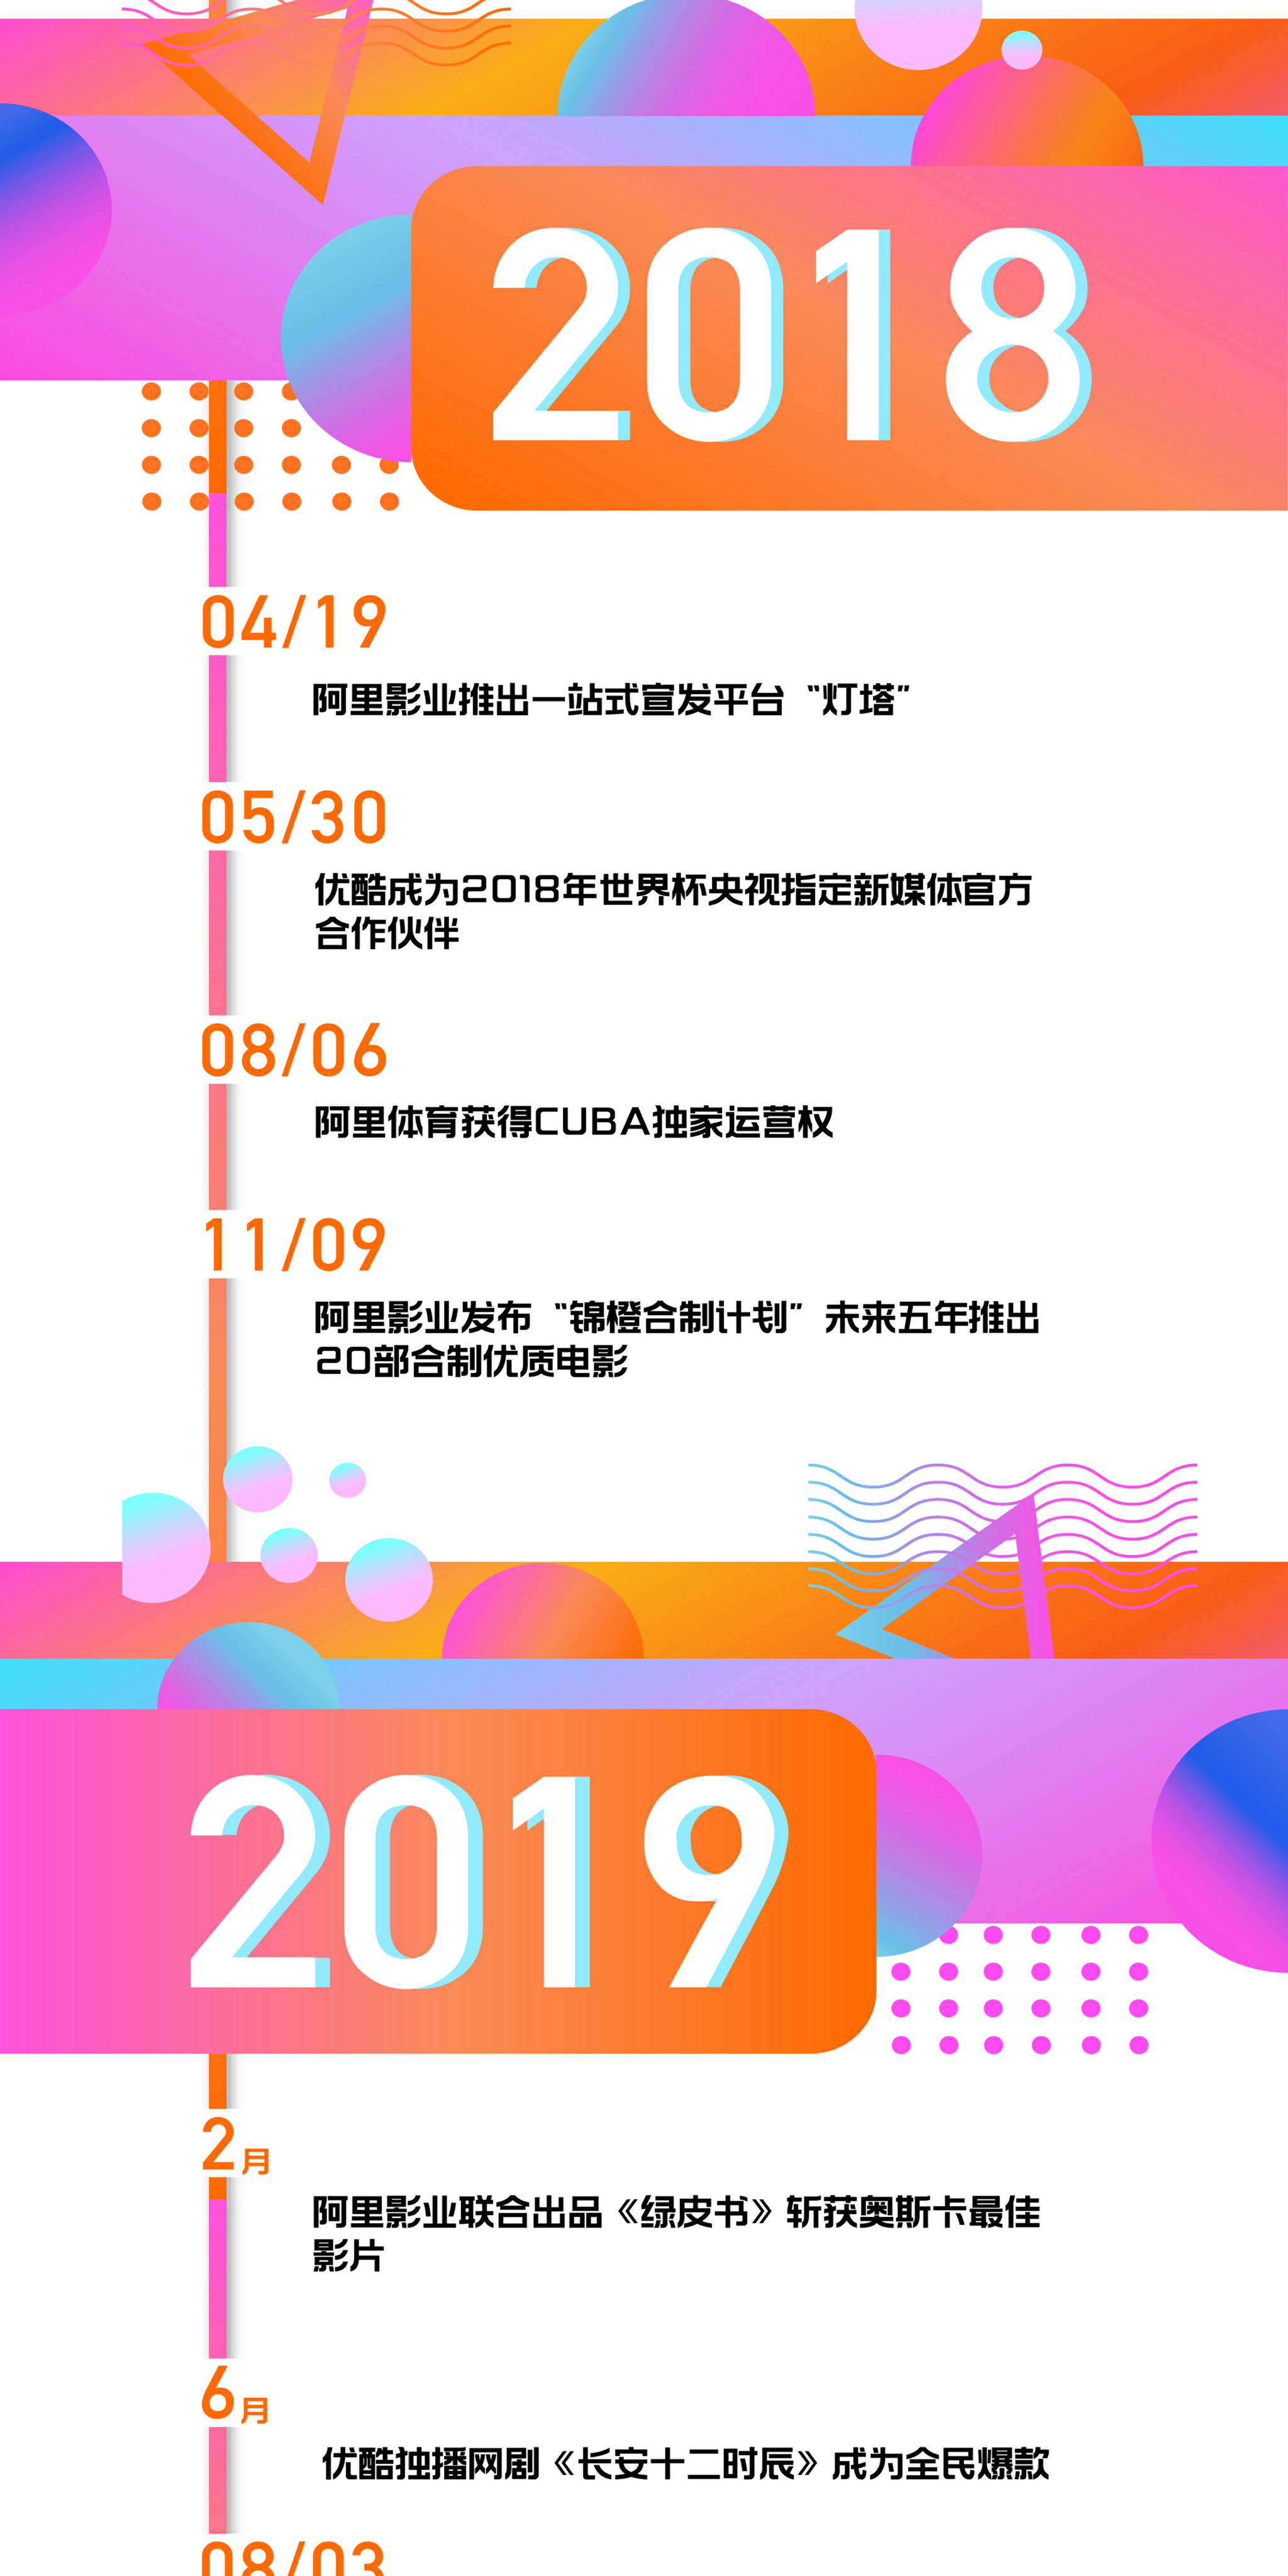 2018
04/19
阿里影业推出一站式宣发平台“灯塔”
05/30
优酷成为2018年世界杯央视指定新媒体官方
合作伙伴
08/06
阿里体育获得CUBA独家运营权
11/09
阿里影业发布“锦橙合制计划”未来五年推出
20部合制优质电影
2019
2月
阿里影业联合出品《绿皮书》斩获奥斯卡最佳
影片
6月
优酷独播网剧《长安十二时辰》成为全民爆款
08/03